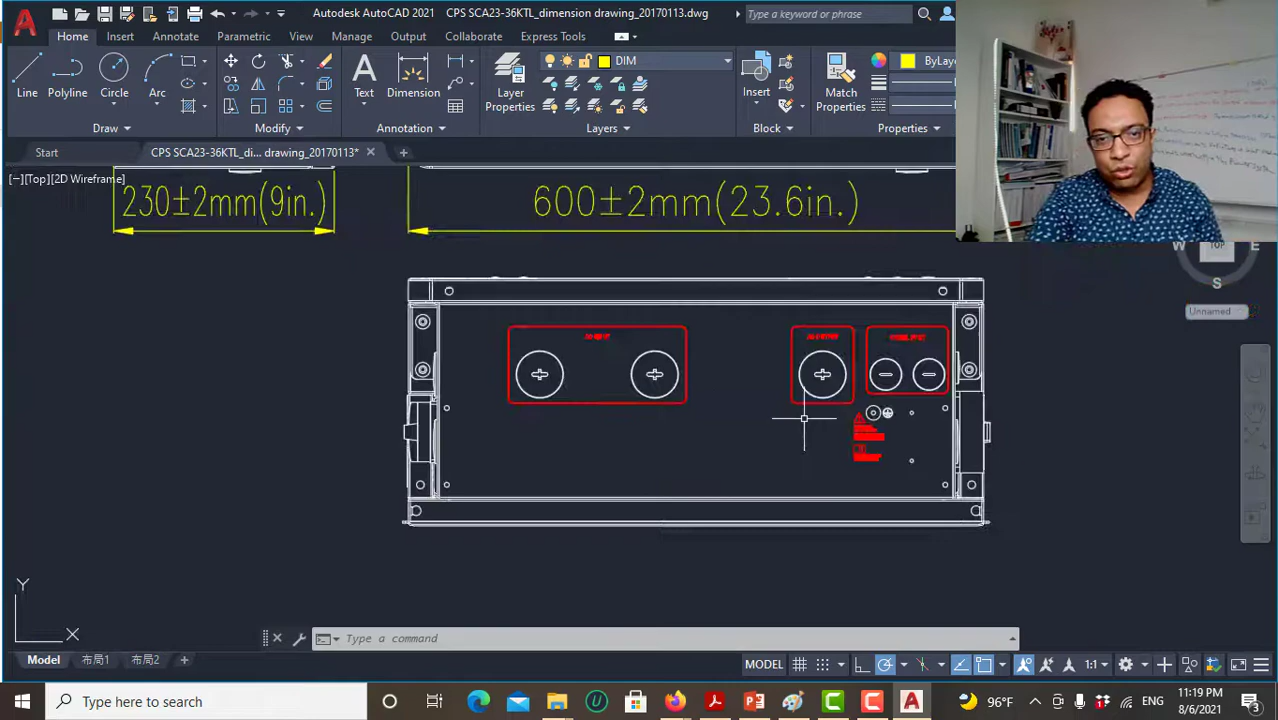 Autodesk AutoCAD 2021 CPS SCA23-36KTL_dimension drawing_20170113.dwg
Type a keyword or phrase
Home Insert Annotate Parametric View Manage Output Collaborate Express Tools
DIM
ByLaye
Line Polyline Circle Arc
Text Dimension
Layer Properties
Insert
Match Properties
Draw Modify Annotation Layers Block Properties
Start CPS SCA23-36KTL_di... drawing_20170113*
[−][Top][2D Wireframe]
230±2mm(9in.) 600±2mm(23.6in.)
W TOP E
S
Unnamed
Y
X
Type a command
Model 布局1 布局2
MODEL 1:1
Type here to search
96°F ENG
11:19 PM
8/6/2021
3